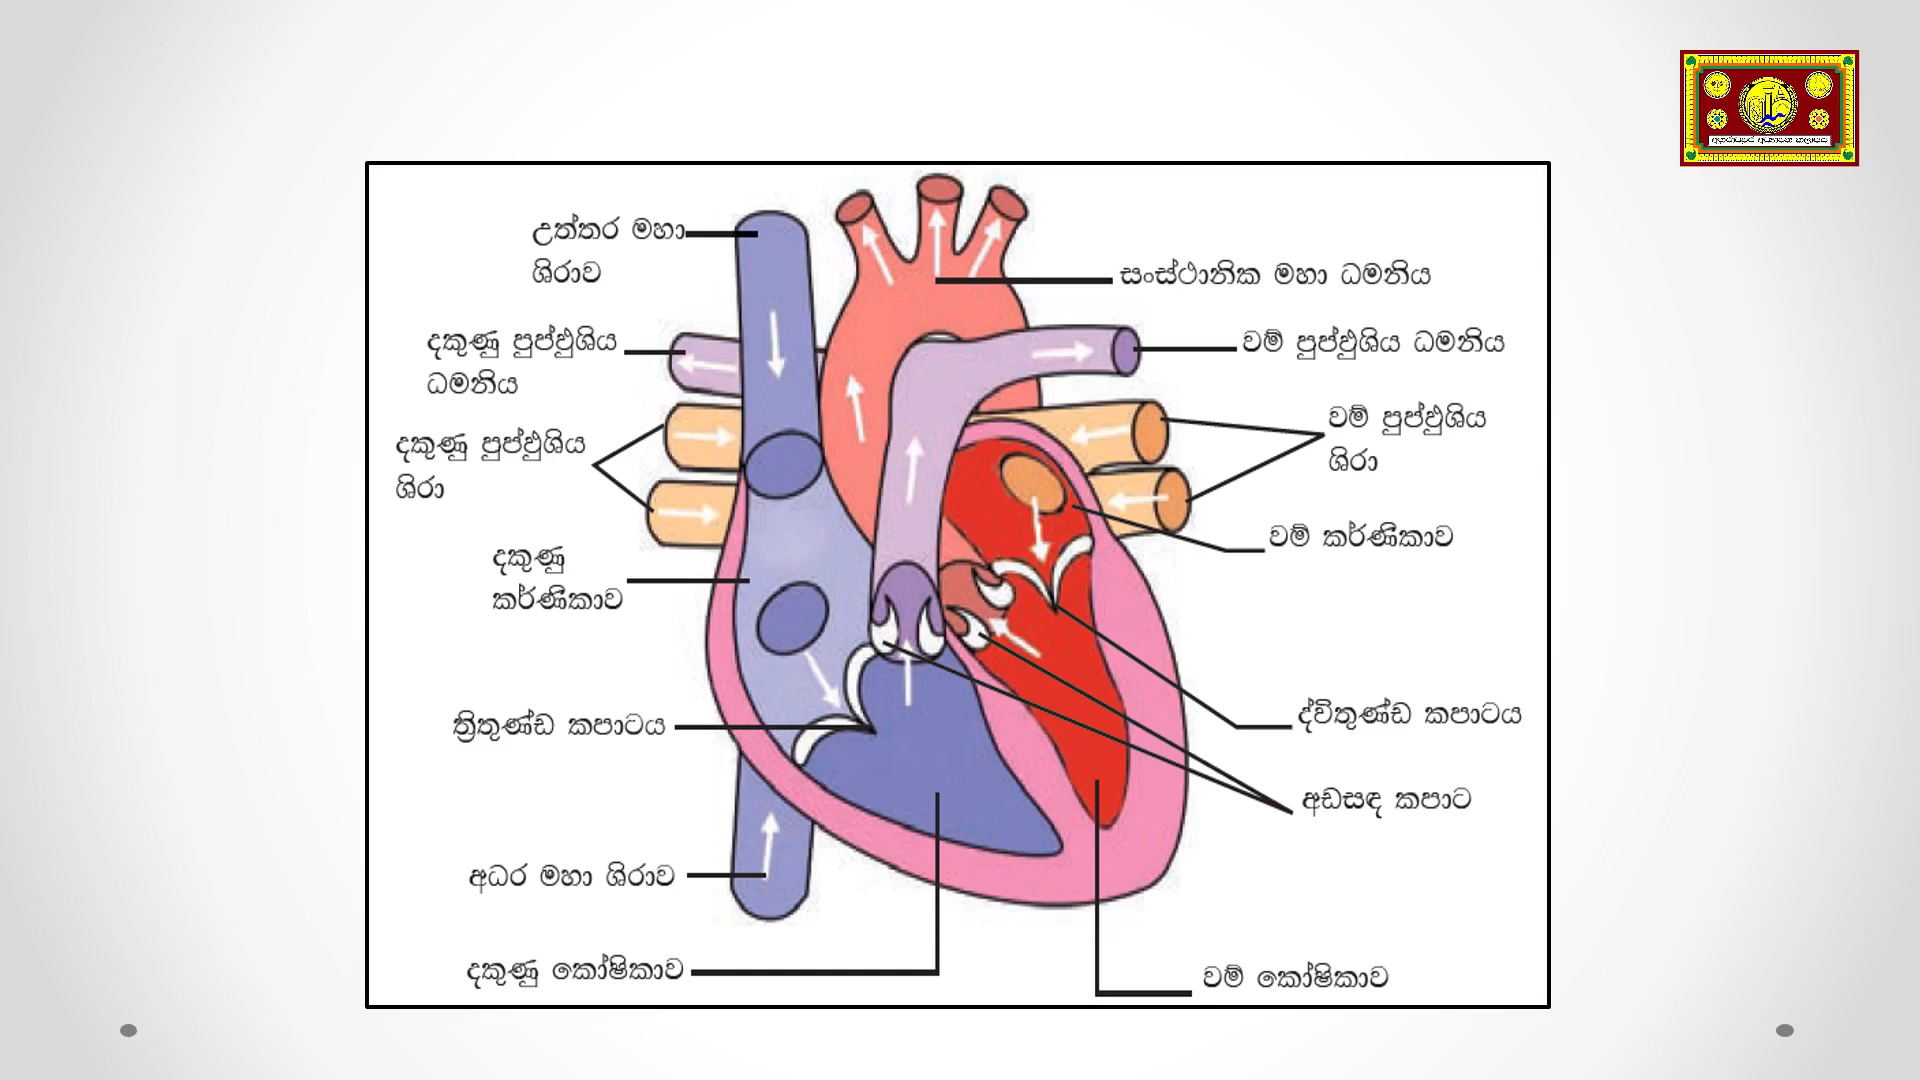 උත්තර මහා
ශිරාව
සංස්ථානික මහා ධමනිය
දකුණු පුප්ඵුශිය
ධමනිය
වම් පුප්ඵුශිය ධමනිය
දකුණු පුප්ඵුශිය
ශිරා
වම් පුප්ඵුශිය
ශිරා
දකුණු
කර්ණිකාව
වම් කර්ණිකාව
ත්‍රිතුණ්ඩ කපාටය
ද්විතුණ්ඩ කපාටය
අඩසඳ කපාට
අධර මහා ශිරාව
දකුණු කෝෂිකාව
වම් කෝෂිකාව